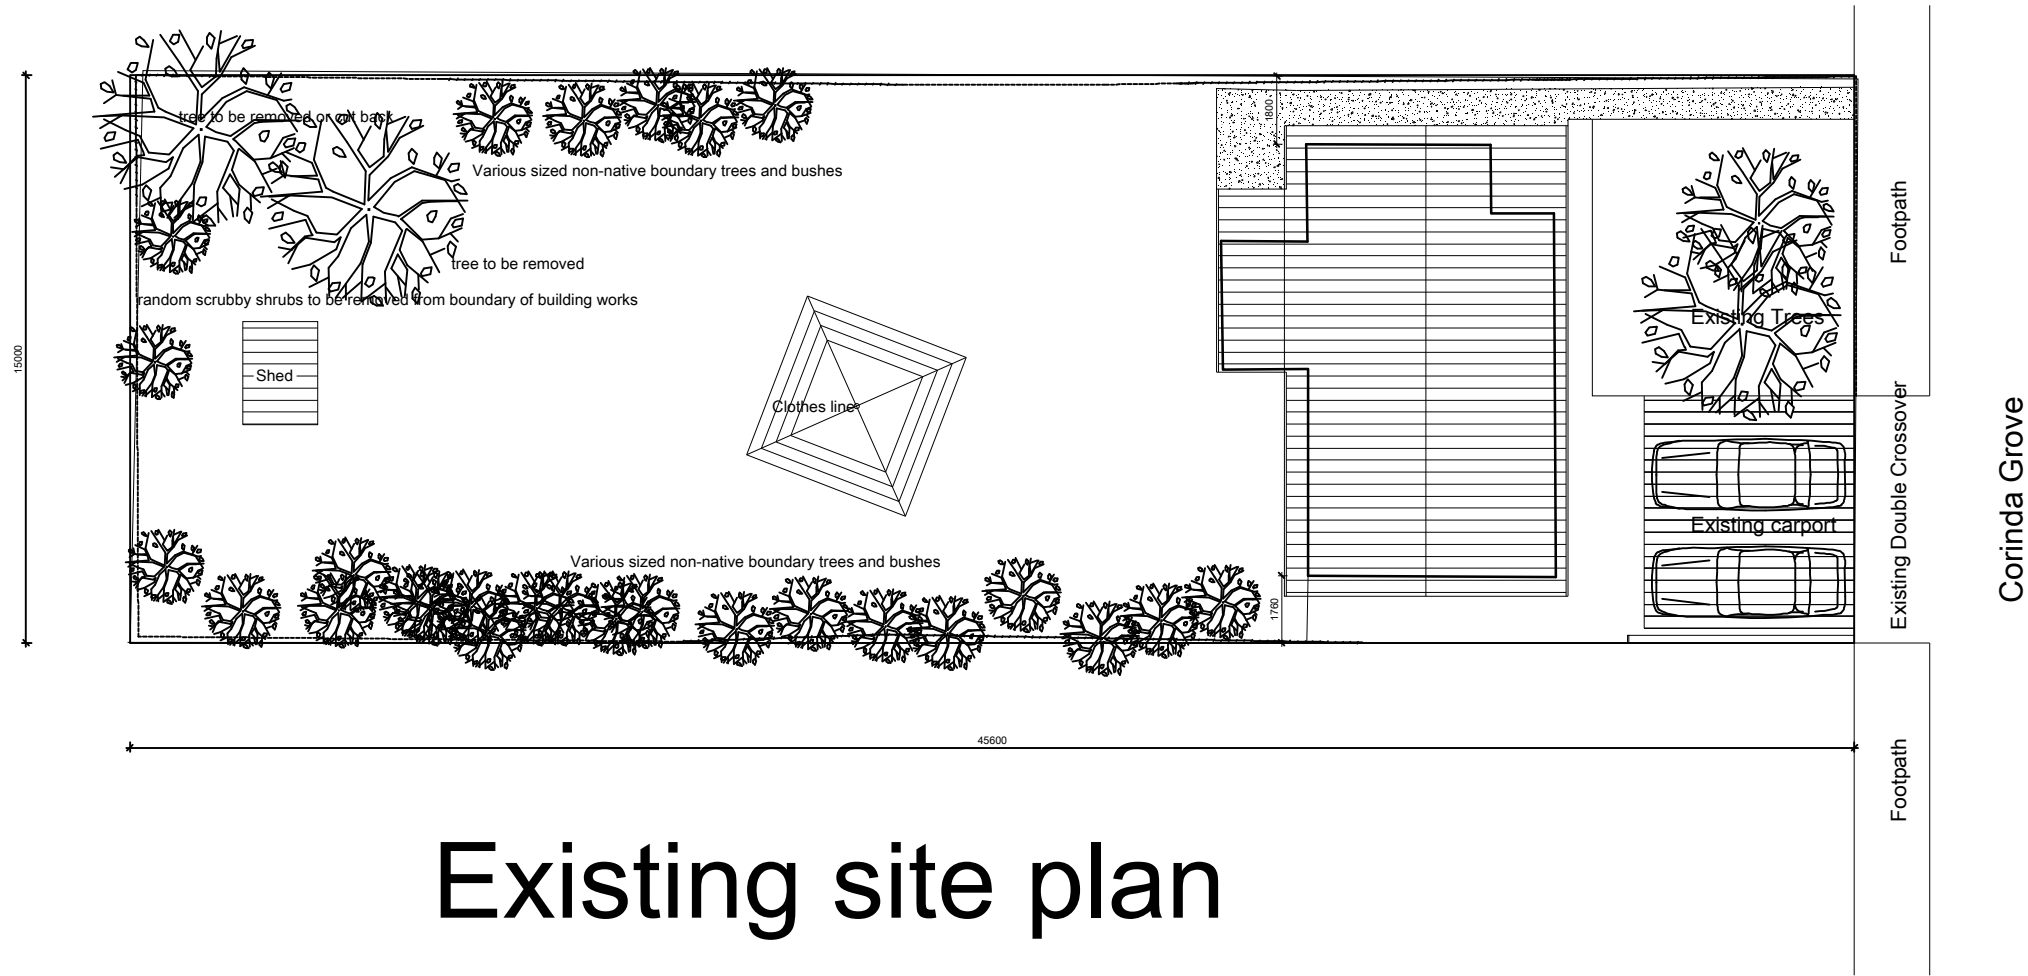 tree to be removed or cut back
1800
Various sized non-native boundary trees and bushes
Footpath
tree to be removed
random scrubby shrubs to be removed from boundary of building works
Existing Trees
15000
Shed
Clothes line
Existing Double Crossover
Corinda Grove
Existing carport
Various sized non-native boundary trees and bushes
1760
45600
Footpath
Existing site plan